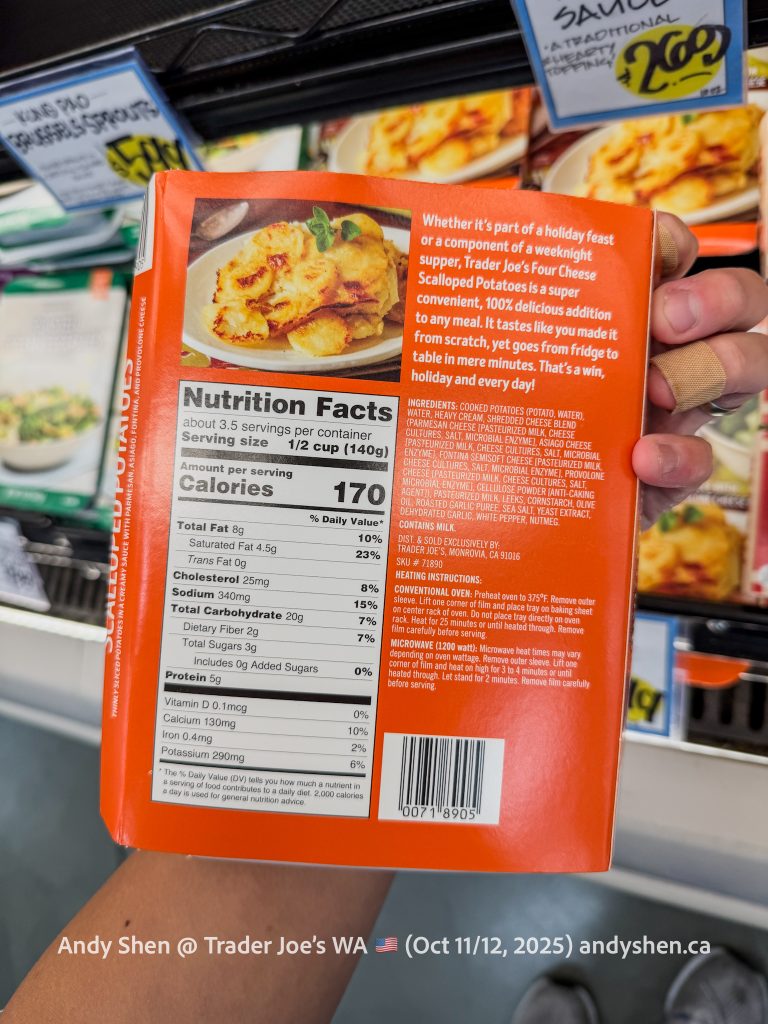 SAUCE
• A TRADITIONAL
HEARTY
TOPPING!
$2.69
KUNG PAO
BRUSSELS SPROUTS
$5.99
SCALLOPED POTATOES
THINLY SLICED POTATOES IN A CREAMY SAUCE WITH PARMESAN, ASIAGO, FONTINA, AND PROVOLONE CHEESE
Whether it's part of a holiday feast
or a component of a weeknight
supper, Trader Joe's Four Cheese
Scalloped Potatoes is a super
convenient, 100% delicious addition
to any meal. It tastes like you made it
from scratch, yet goes from fridge to
table in mere minutes. That's a win,
holiday and every day!
Nutrition Facts
about 3.5 servings per container
Serving size 1/2 cup (140g)
Amount per serving
Calories 170
% Daily Value*
Total Fat 8g 10%
Saturated Fat 4.5g 23%
Trans Fat 0g
Cholesterol 25mg 8%
Sodium 340mg 15%
Total Carbohydrate 20g 7%
Dietary Fiber 2g 7%
Total Sugars 3g
Includes 0g Added Sugars 0%
Protein 5g
Vitamin D 0.1mcg 0%
Calcium 130mg 10%
Iron 0.4mg 2%
Potassium 290mg 6%
* The % Daily Value (DV) tells you how much a nutrient in
a serving of food contributes to a daily diet. 2,000 calories
a day is used for general nutrition advice.
INGREDIENTS: COOKED POTATOES (POTATO, WATER),
WATER, HEAVY CREAM, SHREDDED CHEESE BLEND
(PARMESAN CHEESE [PASTEURIZED MILK, CHEESE
CULTURES, SALT, MICROBIAL ENZYME], ASIAGO CHEESE
[PASTEURIZED MILK, CHEESE CULTURES, SALT, MICROBIAL
ENZYME], FONTINA SEMISOFT CHEESE [PASTEURIZED MILK,
CHEESE CULTURES, SALT, MICROBIAL ENZYME], PROVOLONE
CHEESE [PASTEURIZED MILK, CHEESE CULTURES, SALT,
MICROBIAL ENZYME], CELLULOSE POWDER (ANTI-CAKING
AGENT)), PASTEURIZED MILK, LEEKS, CORNSTARCH, OLIVE
OIL, ROASTED GARLIC PUREE, SEA SALT, YEAST EXTRACT,
DEHYDRATED GARLIC, WHITE PEPPER, NUTMEG.
CONTAINS MILK.
DIST. & SOLD EXCLUSIVELY BY:
TRADER JOE'S, MONROVIA, CA 91016
SKU # 71890
HEATING INSTRUCTIONS:
CONVENTIONAL OVEN: Preheat oven to 375°F. Remove outer
sleeve. Lift one corner of film and place tray on baking sheet
on center rack of oven. Do not place tray directly on oven
rack. Heat for 25 minutes or until heated through. Remove
film carefully before serving.
MICROWAVE (1200 watt): Microwave heat times may vary
depending on oven wattage. Remove outer sleeve. Lift one
corner of film and heat on high for 3 to 4 minutes or until
heated through. Let stand for 2 minutes. Remove film carefully
before serving.
0071 8905
Andy Shen @ Trader Joe's WA 🇺🇸 (Oct 11/12, 2025) andyshen.ca